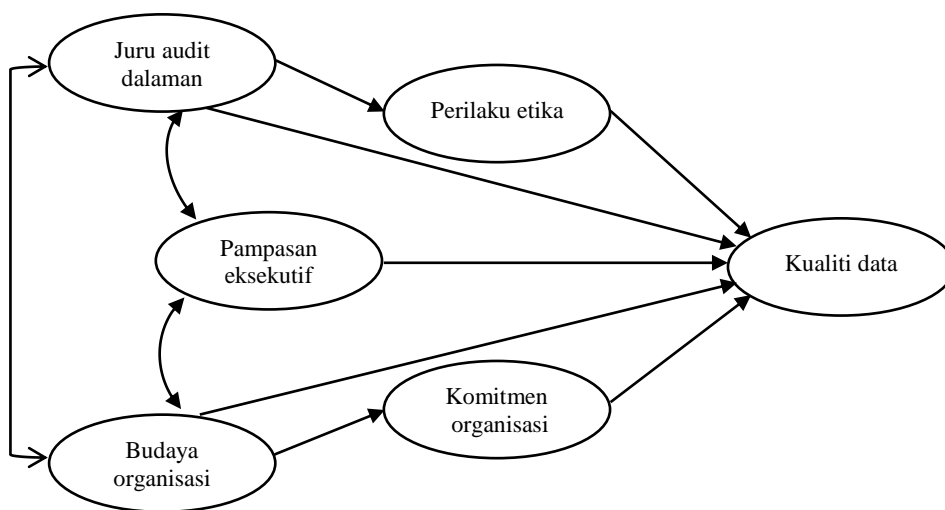 Juru audit
dalaman
Perilaku etika
Pampasan
eksekutif
Kualiti data
Komitmen
organisasi
Budaya
organisasi